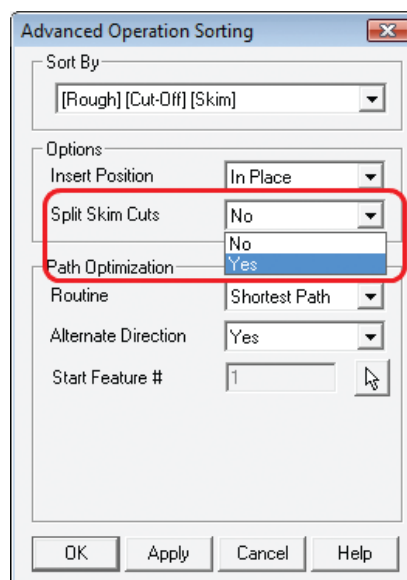 Advanced Operation Sorting
Sort By
[Rough] [Cut-Off] [Skim]
Options
Insert Position In Place
Split Skim Cuts No
No
Yes
Path Optimization
Routine Shortest Path
Alternate Direction Yes
Start Feature # 1
OK Apply Cancel Help